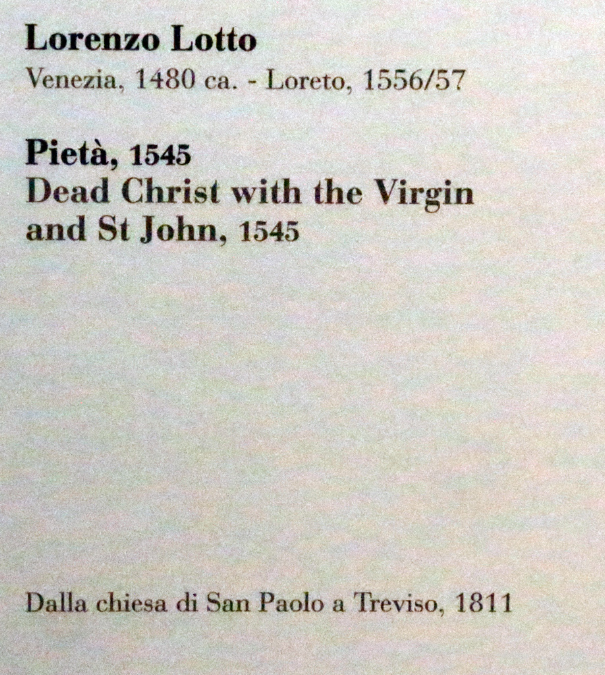 Lorenzo Lotto
Venezia, 1480 ca. - Loreto, 1556/57
Pietà, 1545
Dead Christ with the Virgin
and St John, 1545
Dalla chiesa di San Paolo a Treviso, 1811